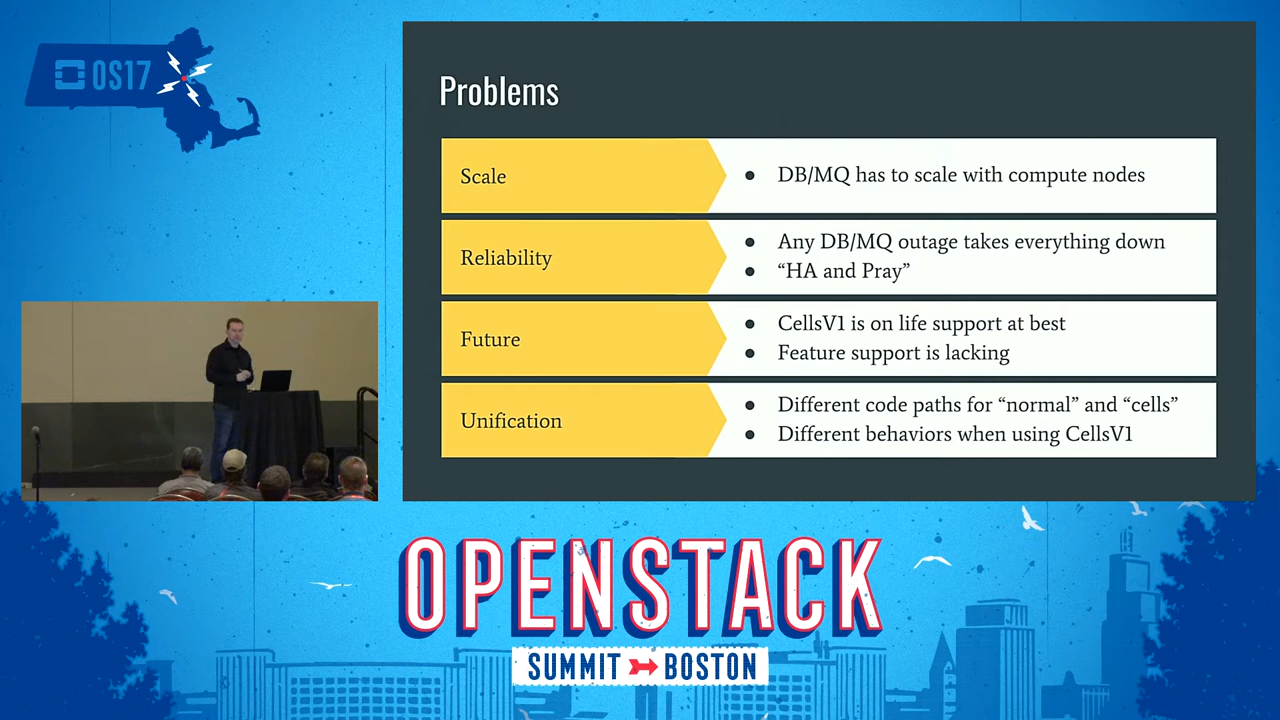 OS17
Problems
Scale
DB/MQ has to scale with compute nodes
Reliability
Any DB/MQ outage takes everything down
“HA and Pray”
Future
CellsV1 is on life support at best
Feature support is lacking
Unification
Different code paths for “normal” and “cells”
Different behaviors when using CellsV1
OPENSTACK
SUMMIT BOSTON